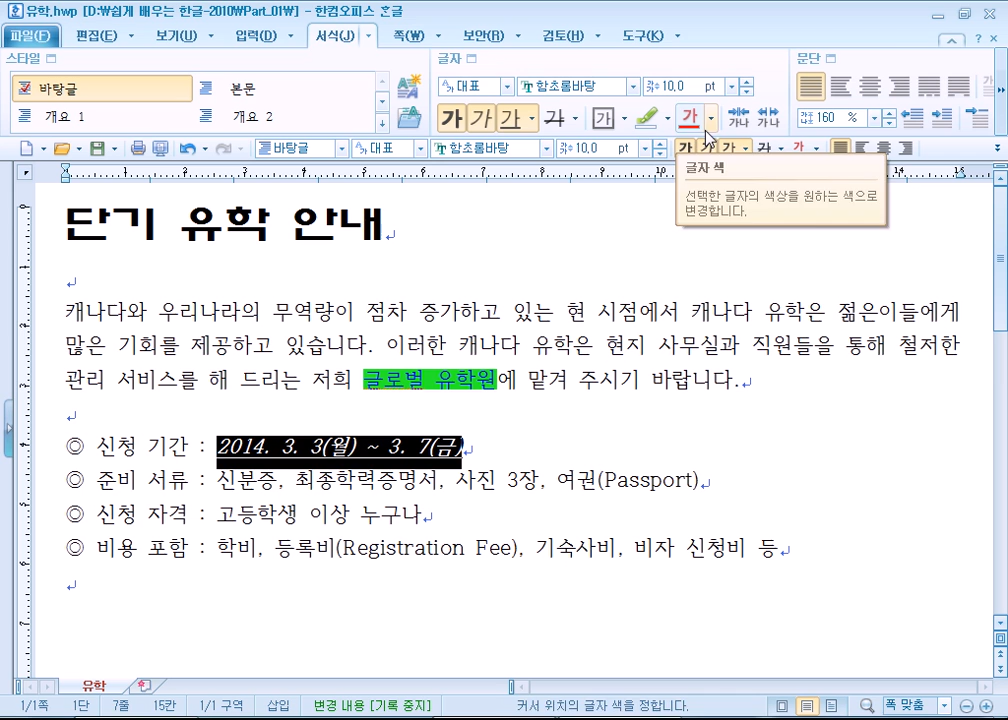 유학.hwp [D:₩쉽게 배우는 한글-2010₩Part_01₩] - 한컴오피스 한글
파일(F) 편집(E) 보기(U) 입력(D) 서식(J) 쪽(W) 보안(R) 검토(H) 도구(K)
스타일 글자 문단
바탕글 본문
개요 1 개요 2
대표 함초롬바탕 10,0 pt
가 가 가 가 가 가 가나 가나 160 %
바탕글 대표 함초롬바탕 10,0 pt 가 가 가 가 가
글자 색
선택한 글자의 색상을 원하는 색으로
변경합니다.
단기 유학 안내
캐나다와 우리나라의 무역량이 점차 증가하고 있는 현 시점에서 캐나다 유학은 젊은이들에게
많은 기회를 제공하고 있습니다. 이러한 캐나다 유학은 현지 사무실과 직원들을 통해 철저한
관리 서비스를 해 드리는 저희 글로벌 유학원에 맡겨 주시기 바랍니다.
◎ 신청 기간 : 2014. 3. 3(월) ~ 3. 7(금)
◎ 준비 서류 : 신분증, 최종학력증명서, 사진 3장, 여권(Passport)
◎ 신청 자격 : 고등학생 이상 누구나
◎ 비용 포함 : 학비, 등록비(Registration Fee), 기숙사비, 비자 신청비 등
유학
1/1쪽 1단 7줄 15칸 1/1 구역 삽입 변경 내용 [기록 중지] 커서 위치의 글자 색을 정합니다. 폭 맞춤